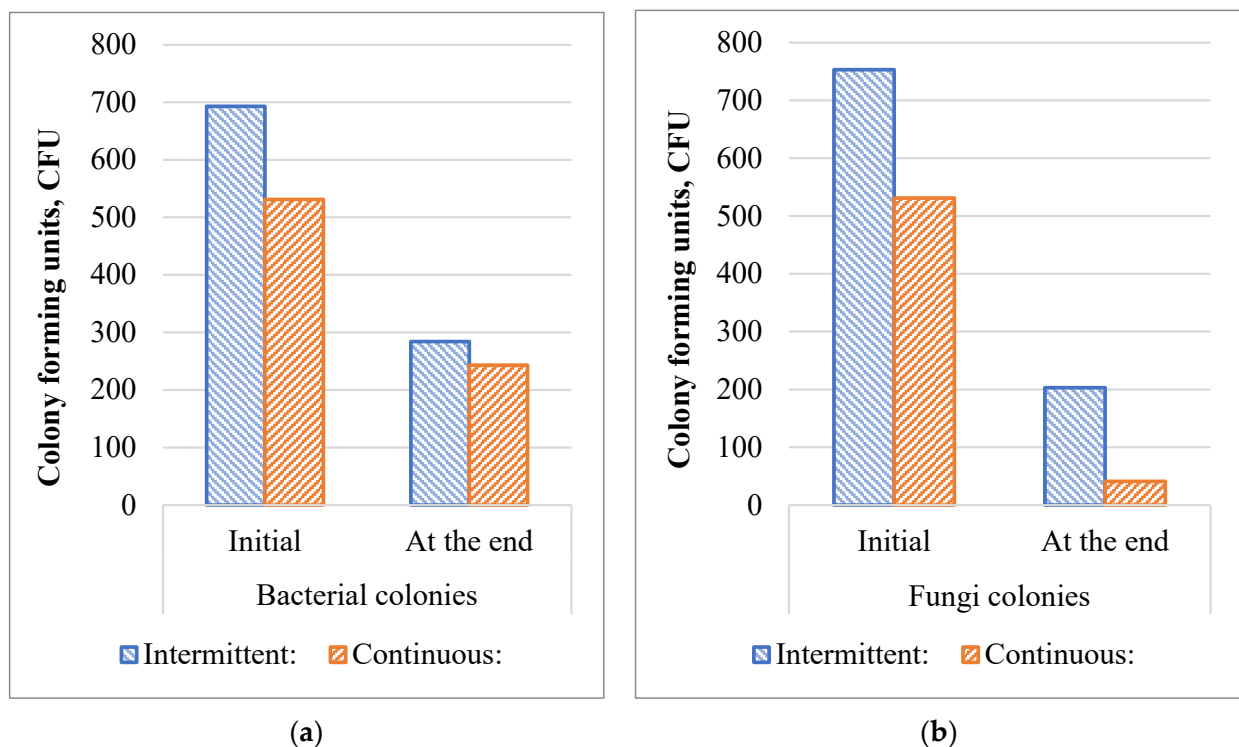 Colony forming units, CFU
800
700
600
500
400
300
200
100
0
Initial At the end
Bacterial colonies
Intermittent: Continuous:
(a)
Colony forming units, CFU
800
700
600
500
400
300
200
100
0
Initial At the end
Fungi colonies
Intermittent: Continuous:
(b)